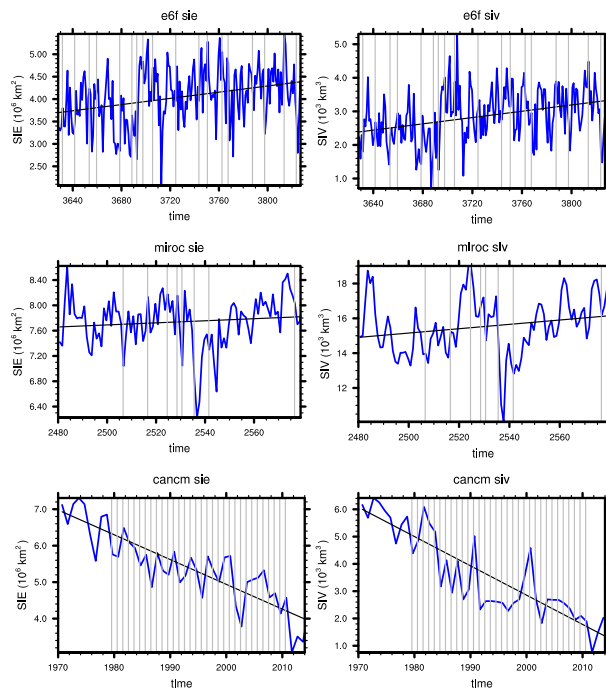 e6f sie
e6f siv
5.50
5.00
4.50
4.00
3.50
3.00
2.50
SIE (10⁶ km²)
3640 3680 3720 3760 3800
time
5.0
4.0
3.0
2.0
1.0
SIV (10³ km³)
3640 3680 3720 3760 3800
time
miroc sie
miroc siv
8.40
8.00
7.60
7.20
6.80
6.40
SIE (10⁶ km²)
2480 2500 2520 2540 2560
time
18
16
14
12
SIV (10³ km³)
2480 2500 2520 2540 2560
time
cancm sie
cancm siv
7.0
6.0
5.0
4.0
SIE (10⁶ km²)
1970 1980 1990 2000 2010
time
6.0
5.0
4.0
3.0
2.0
1.0
SIV (10³ km³)
1970 1980 1990 2000 2010
time